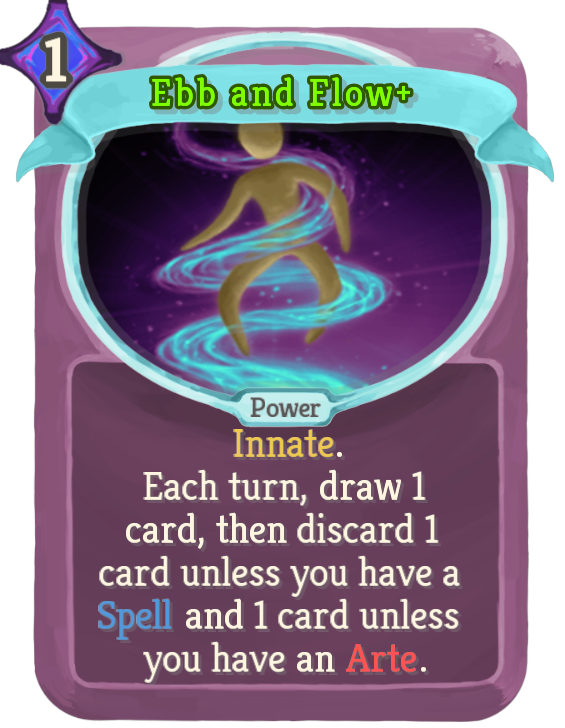 1
Ebb and Flow+
Power
Innate.
Each turn, draw 1
card, then discard 1
card unless you have a
Spell and 1 card unless
you have an Arte.